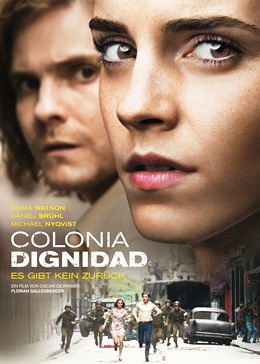 EMMA WATSON
DANIEL BRÜHL
MICHAEL NYQVIST
COLONIA
DIGNIDAD
ES GIBT KEIN ZURÜCK
EIN FILM VON OSCAR-GEWINNER
FLORIAN GALLENBERGER